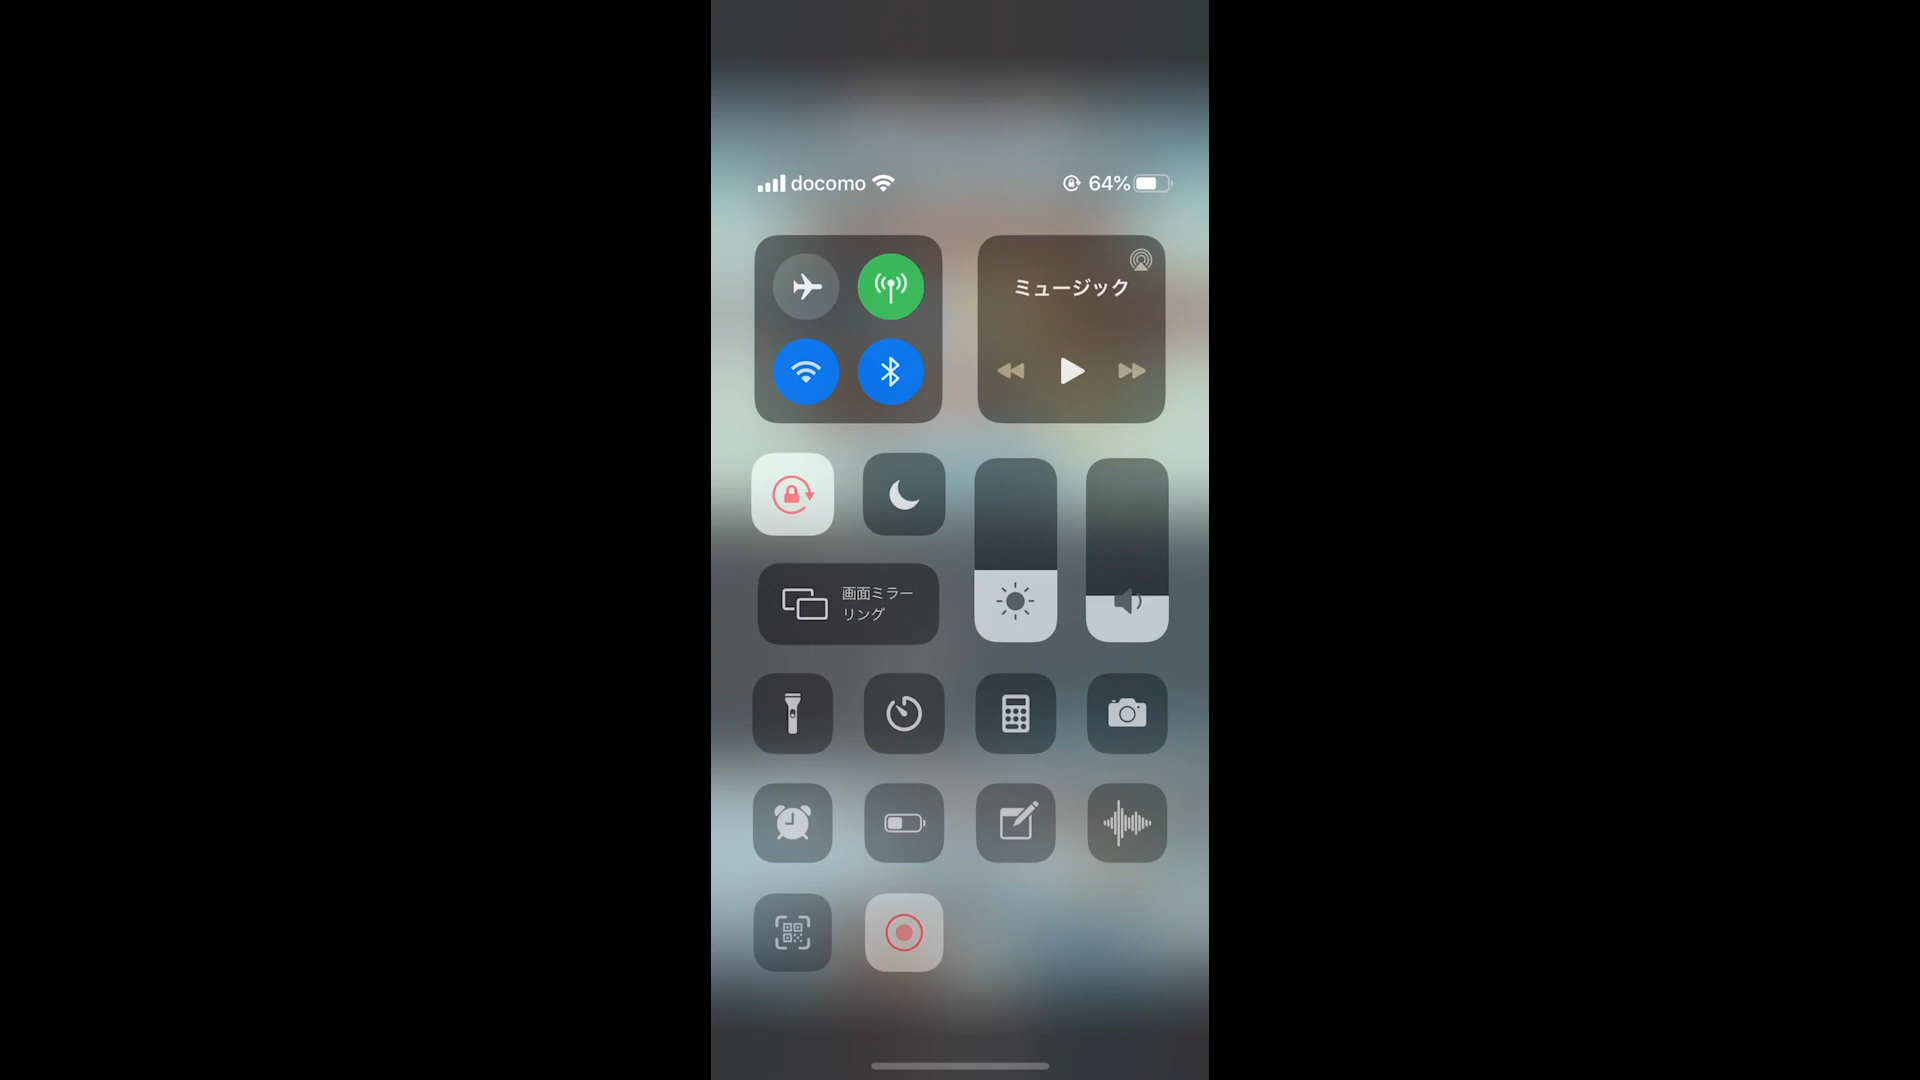 docomo
64%
ミュージック
画面ミラー
リング